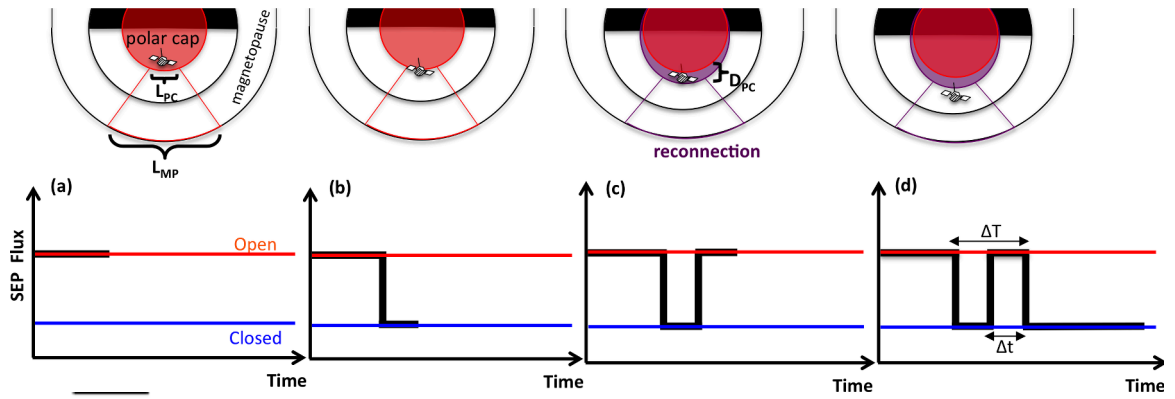 polar cap
magnetopause
L_PC
L_MP
D_PC
reconnection
(a)
Open
Closed
SEP Flux
Time
(b)
Time
(c)
Time
(d)
ΔT
Δt
Time